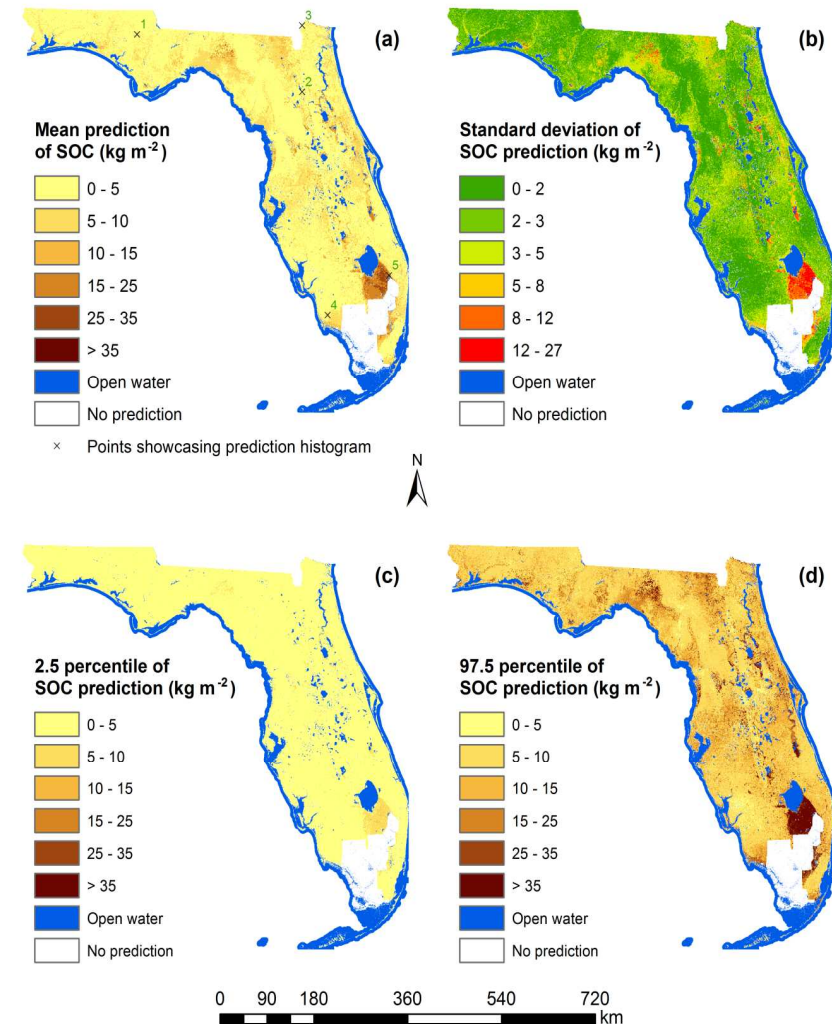 (a)
1
2
3
4
5
Mean prediction
of SOC (kg m⁻²)
0 - 5
5 - 10
10 - 15
15 - 25
25 - 35
> 35
Open water
No prediction
× Points showcasing prediction histogram
(b)
Standard deviation of
SOC prediction (kg m⁻²)
0 - 2
2 - 3
3 - 5
5 - 8
8 - 12
12 - 27
Open water
No prediction
N
(c)
2.5 percentile of
SOC prediction (kg m⁻²)
0 - 5
5 - 10
10 - 15
15 - 25
25 - 35
> 35
Open water
No prediction
(d)
97.5 percentile of
SOC prediction (kg m⁻²)
0 - 5
5 - 10
10 - 15
15 - 25
25 - 35
> 35
Open water
No prediction
0 90 180 360 540 720
km